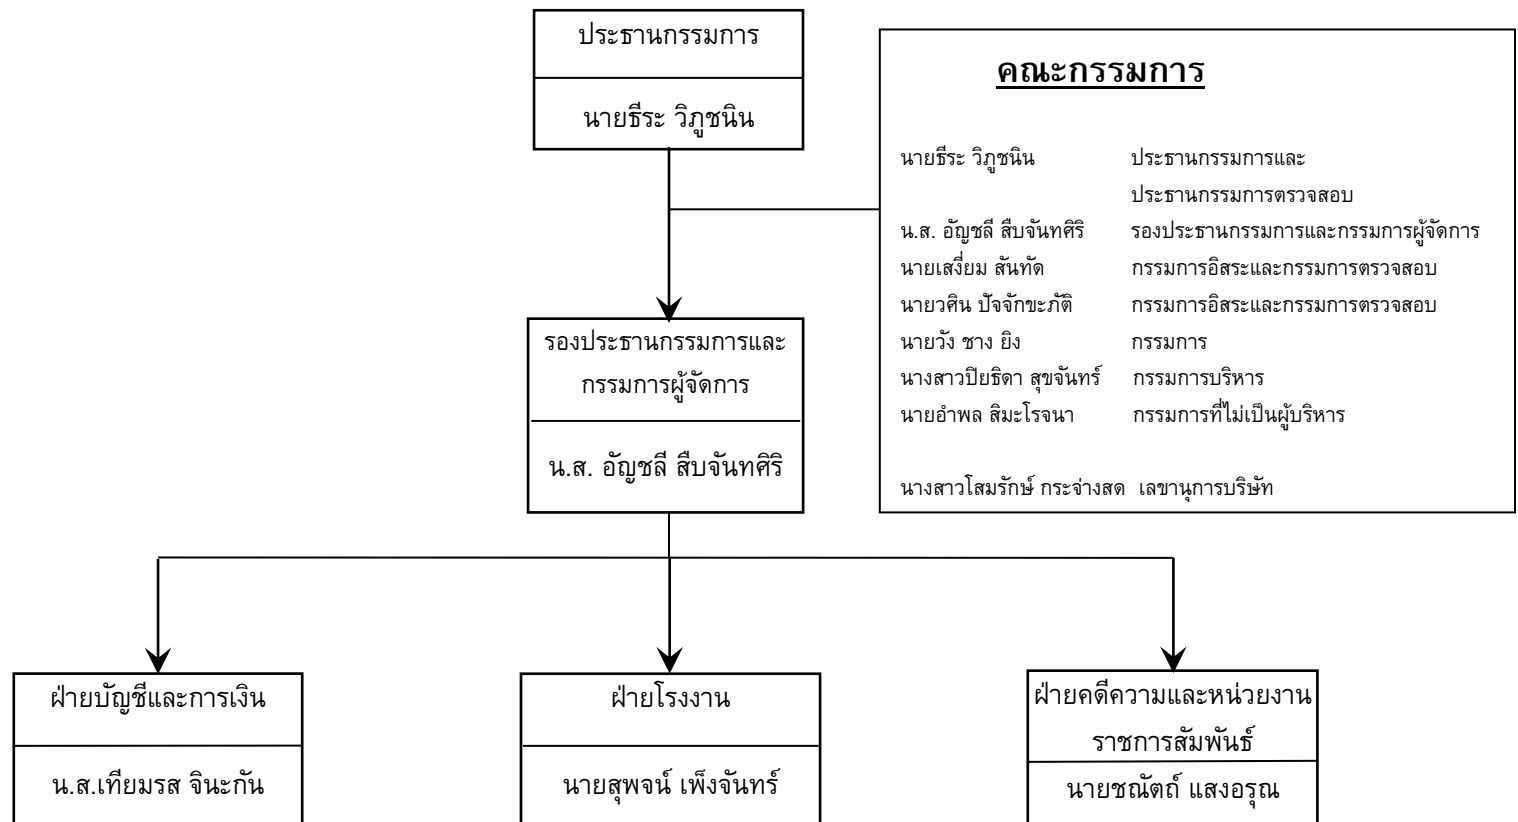 ประธานกรรมการ
นายธีระ วิภูชนิน
คณะกรรมการ
นายธีระ วิภูชนิน ประธานกรรมการและ
ประธานกรรมการตรวจสอบ
น.ส. อัญชลี สืบจันทศิริ รองประธานกรรมการและกรรมการผู้จัดการ
นายเสงี่ยม สันทัด กรรมการอิสระและกรรมการตรวจสอบ
นายวศิน ปัจจักขะภัติ กรรมการอิสระและกรรมการตรวจสอบ
นายวัง ชาง ยิง กรรมการ
นางสาวปิยธิดา สุขจันทร์ กรรมการบริหาร
นายอำพล สิมะโรจนา กรรมการที่ไม่เป็นผู้บริหาร
นางสาวโสมรักษ์ กระจ่างสด เลขานุการบริษัท
รองประธานกรรมการและ
กรรมการผู้จัดการ
น.ส. อัญชลี สืบจันทศิริ
ฝ่ายบัญชีและการเงิน
น.ส.เทียมรส จินะกัน
ฝ่ายโรงงาน
นายสุพจน์ เพ็งจันทร์
ฝ่ายคดีความและหน่วยงาน
ราชการสัมพันธ์
นายชณัตถ์ แสงอรุณ